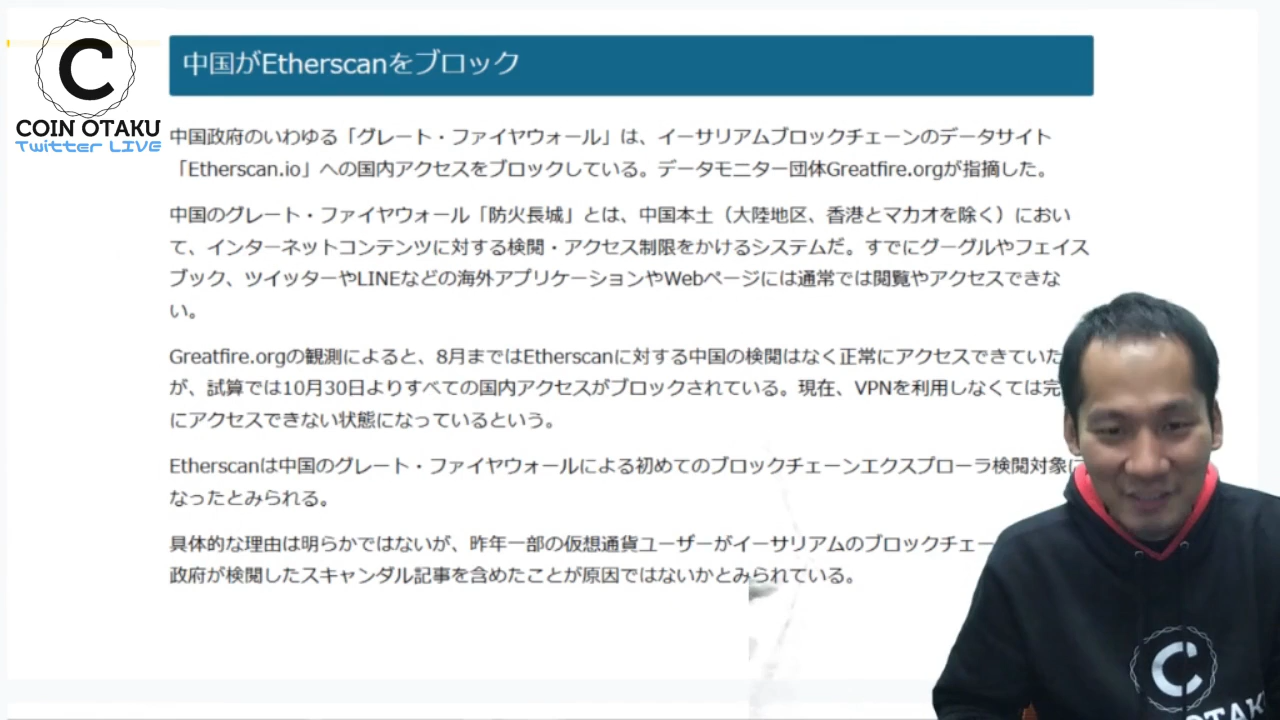 COIN OTAKU
Twitter LIVE
中国がEtherscanをブロック
中国政府のいわゆる「グレート・ファイヤウォール」は、イーサリアムブロックチェーンのデータサイト
「Etherscan.io」への国内アクセスをブロックしている。データモニター団体Greatfire.orgが指摘した。
中国のグレート・ファイヤウォール「防火長城」とは、中国本土（大陸地区、香港とマカオを除く）におい
て、インターネットコンテンツに対する検閲・アクセス制限をかけるシステムだ。すでにグーグルやフェイス
ブック、ツイッターやLINEなどの海外アプリケーションやWebページには通常では閲覧やアクセスできな
い。
Greatfire.orgの観測によると、8月まではEtherscanに対する中国の検閲はなく正常にアクセスできていた
が、試算では10月30日よりすべての国内アクセスがブロックされている。現在、VPNを利用しなくては完
にアクセスできない状態になっているという。
Etherscanは中国のグレート・ファイヤウォールによる初めてのブロックチェーンエクスプローラ検閲対象に
なったとみられる。
具体的な理由は明らかではないが、昨年一部の仮想通貨ユーザーがイーサリアムのブロックチェー
政府が検閲したスキャンダル記事を含めたことが原因ではないかとみられている。